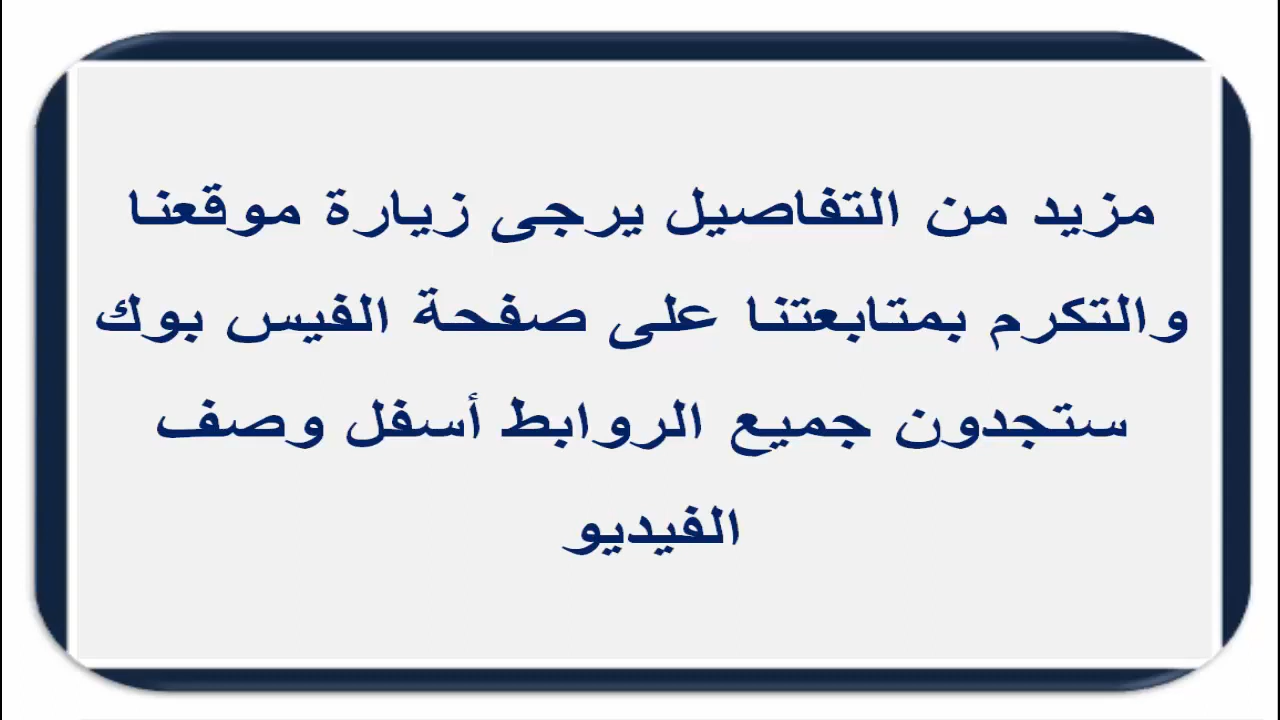 مزيد من التفاصيل يرجى زيارة موقعنا
والتكرم بمتابعتنا على صفحة الفيس بوك
ستجدون جميع الروابط أسفل وصف
الفيديو